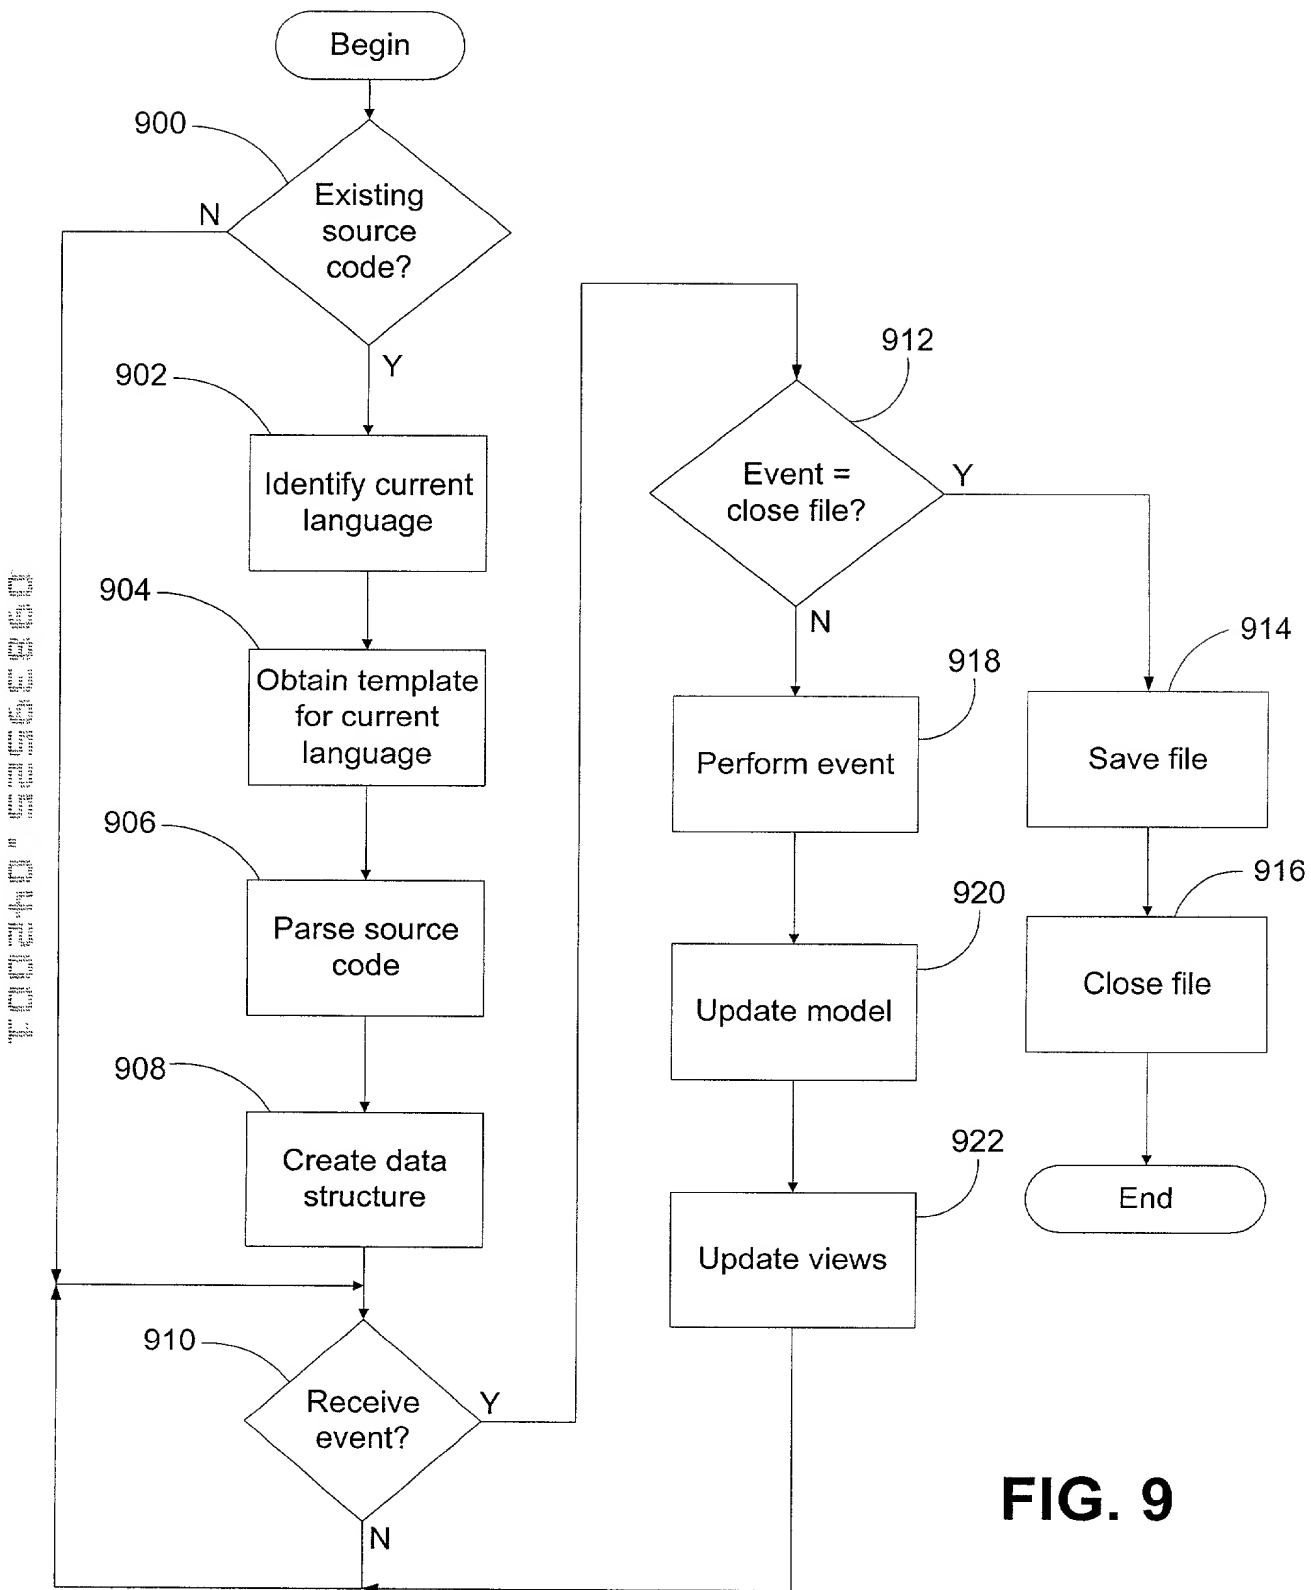 Begin
900
Existing
source
code?
N
Y
902
Identify current
language
904
Obtain template
for current
language
906
Parse source
code
908
Create data
structure
910
Receive
event?
Y
N
912
Event =
close file?
Y
N
914
Save file
916
Close file
End
918
Perform event
920
Update model
922
Update views
FIG. 9
09839525.042001